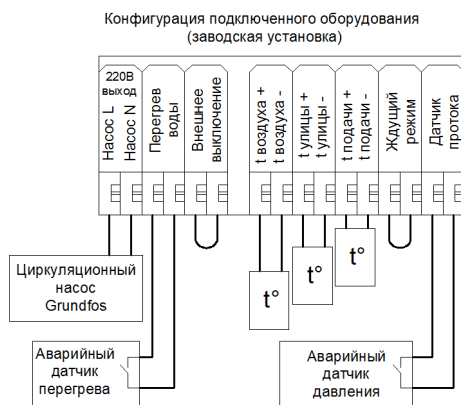 Конфигурация подключенного оборудования
(заводская установка)
220В
выход
Насос L
Насос N
Перегрев
воды
Внешнее
выключение
t воздуха +
t воздуха -
t улицы +
t улицы -
t подачи +
t подачи -
Ждущий
режим
Датчик
протока
Циркуляционный
насос
Grundfos
t°
t°
t°
Аварийный
датчик
перегрева
Аварийный
датчик
давления